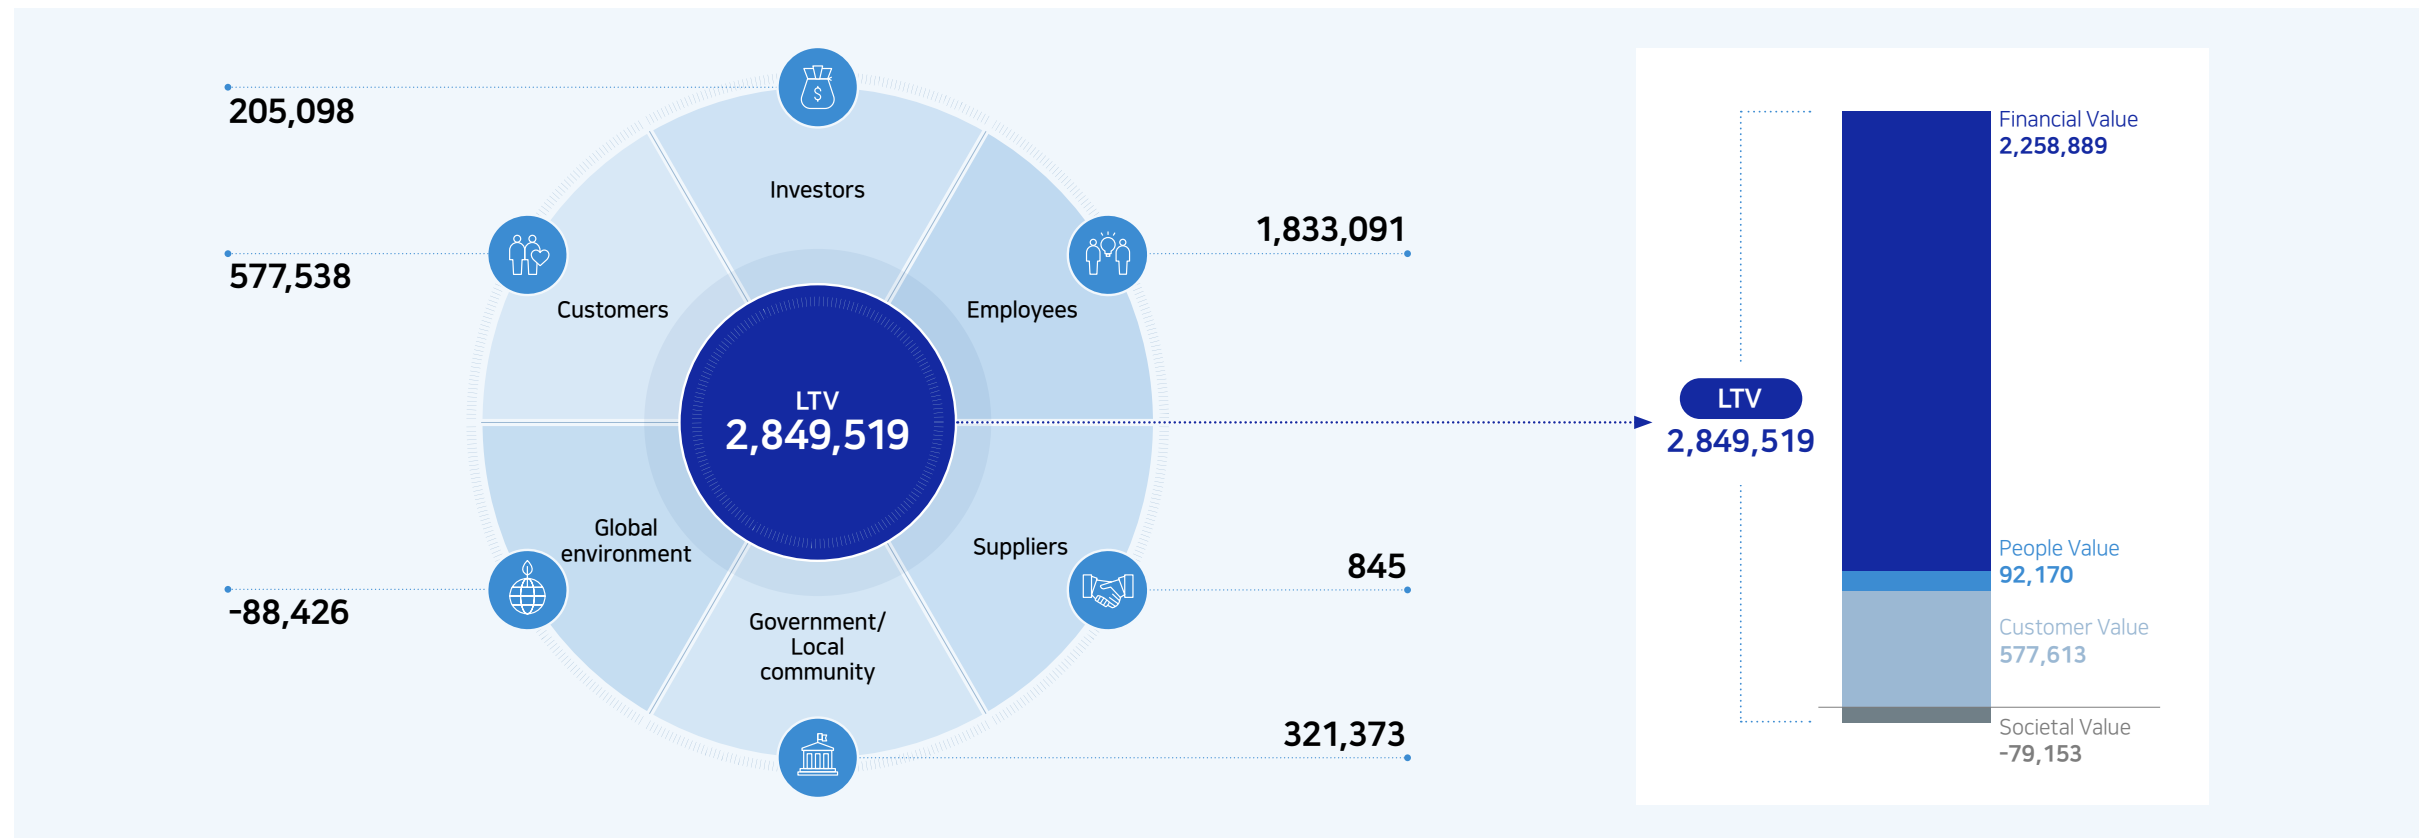 205,098
577,538
-88,426
Investors
Customers
Employees
LTV
2,849,519
Global
environment
Suppliers
Government/
Local
community
$
1,833,091
845
321,373
LTV
2,849,519
Financial Value
2,258,889
People Value
92,170
Customer Value
577,613
Societal Value
-79,153